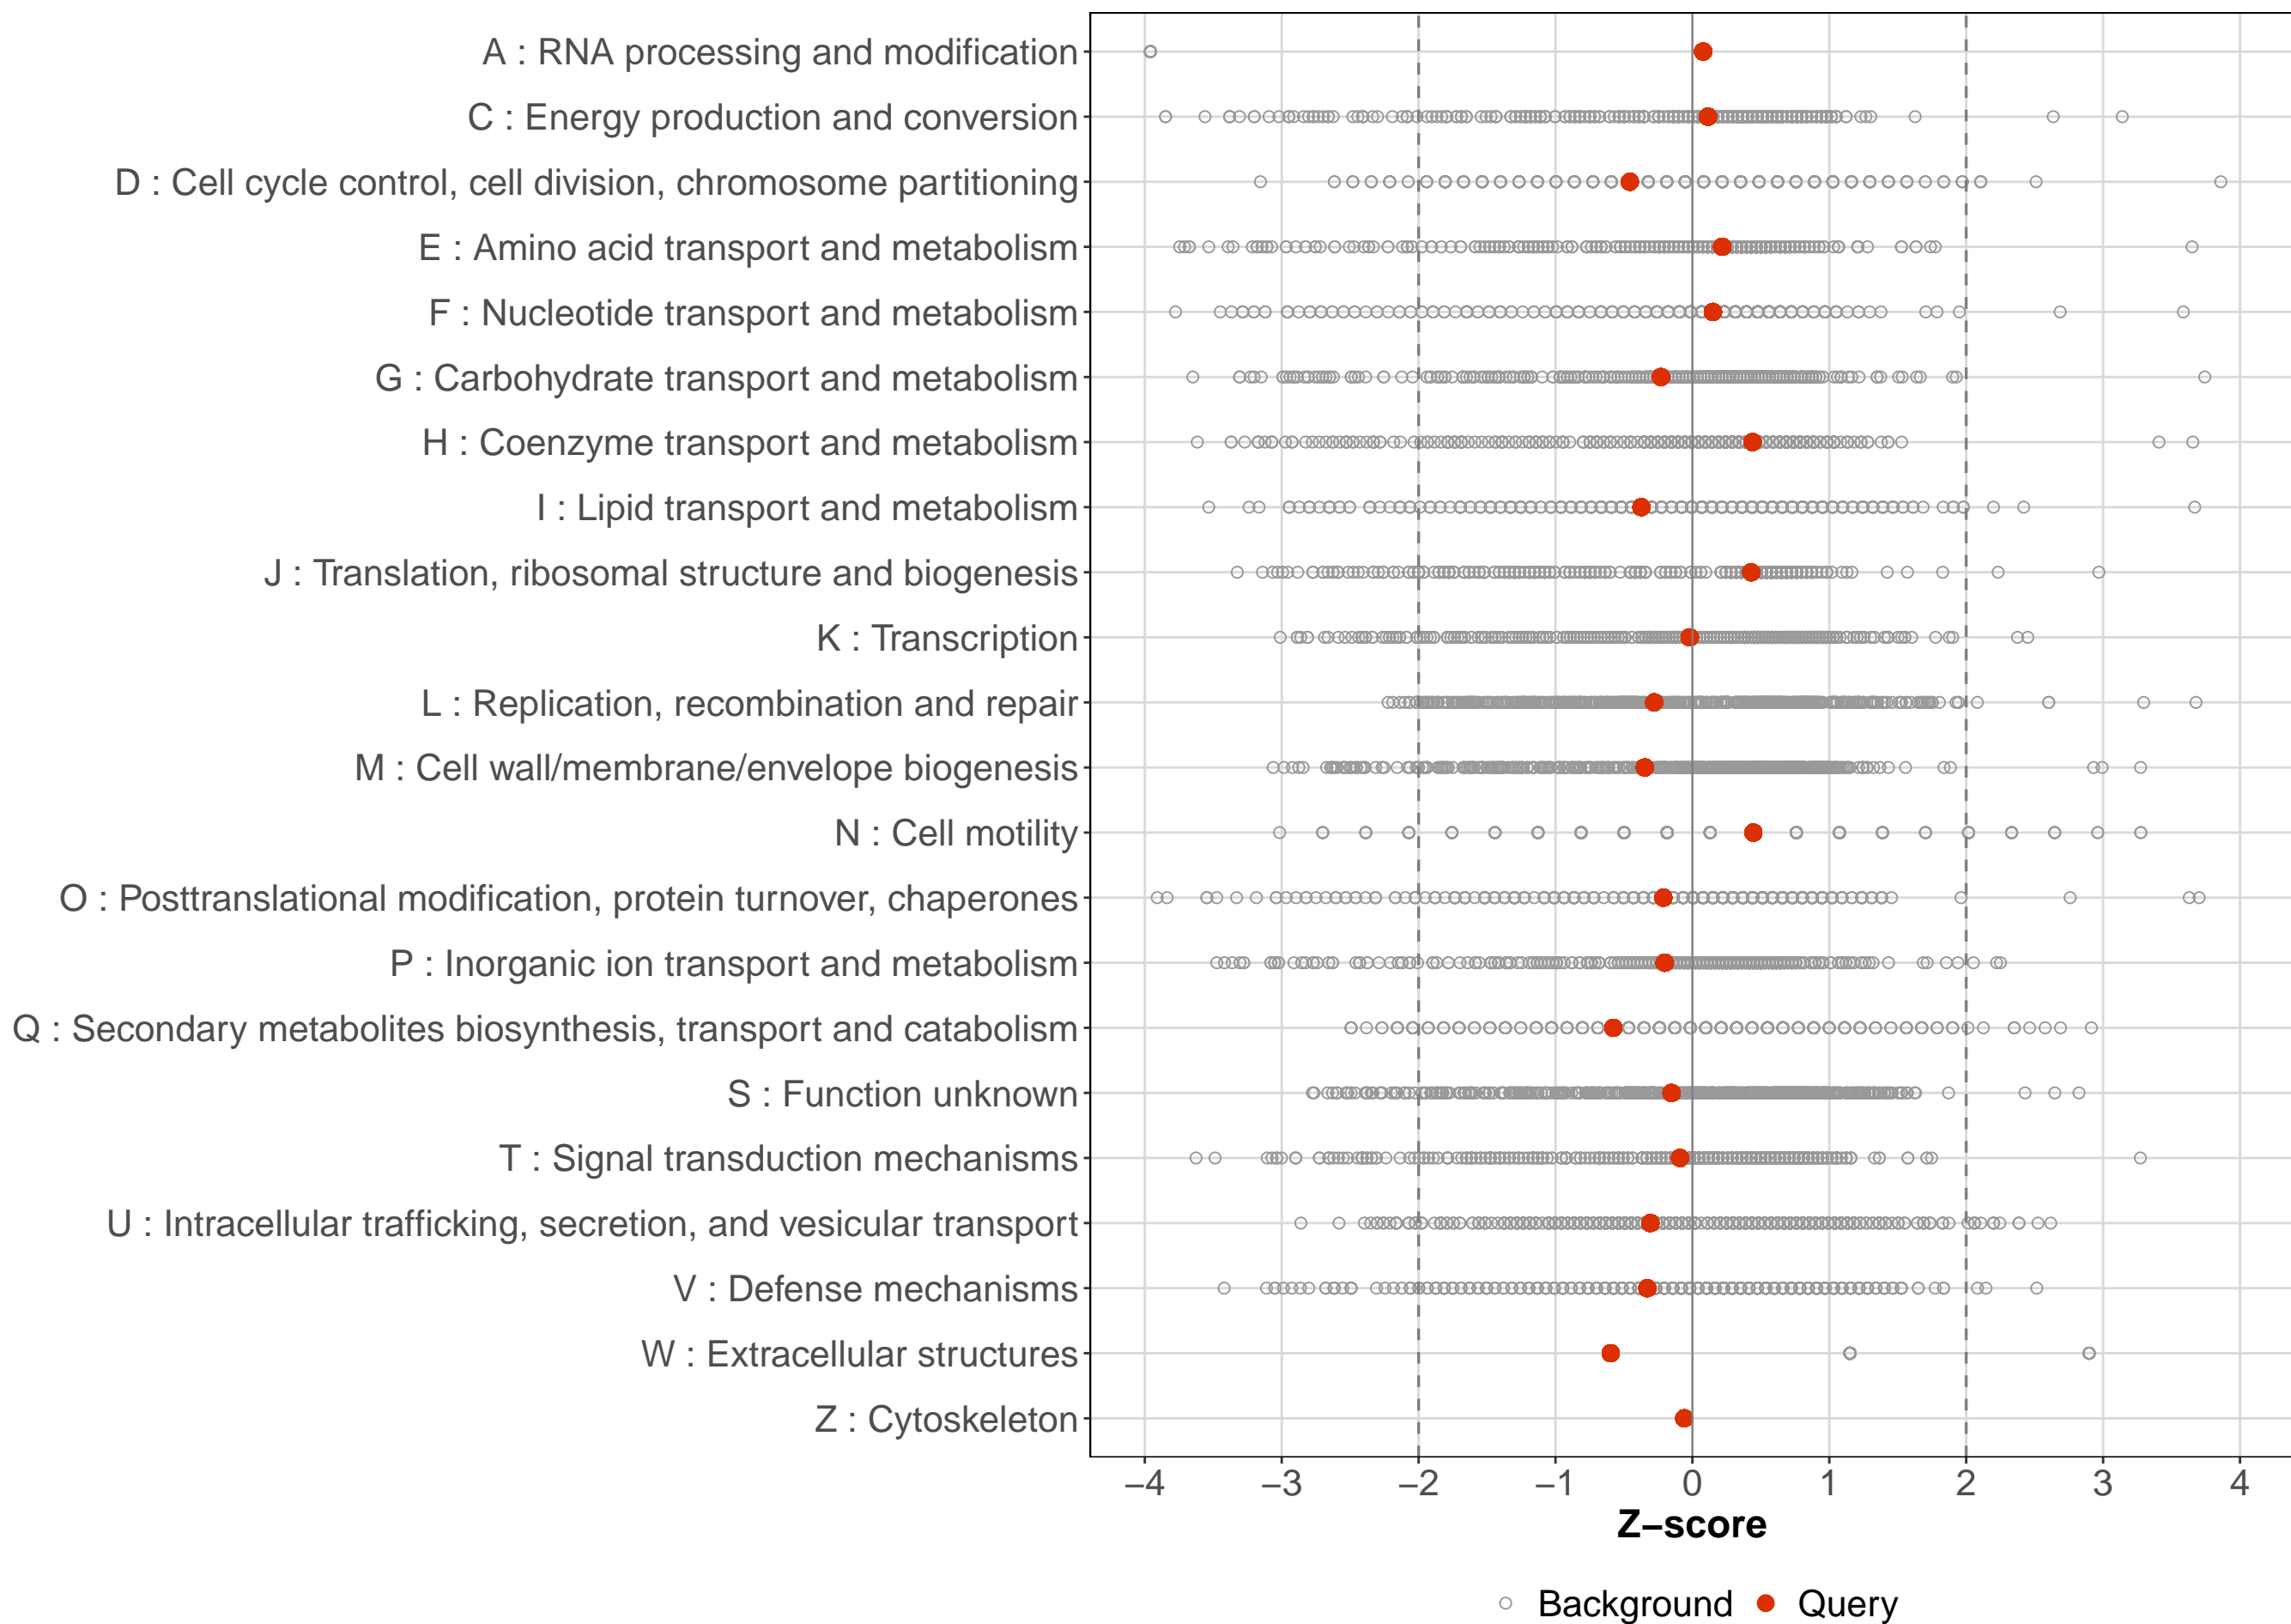 A : RNA processing and modification
C : Energy production and conversion
D : Cell cycle control, cell division, chromosome partitioning
E : Amino acid transport and metabolism
F : Nucleotide transport and metabolism
G : Carbohydrate transport and metabolism
H : Coenzyme transport and metabolism
I : Lipid transport and metabolism
J : Translation, ribosomal structure and biogenesis
K : Transcription
L : Replication, recombination and repair
M : Cell wall/membrane/envelope biogenesis
N : Cell motility
O : Posttranslational modification, protein turnover, chaperones
P : Inorganic ion transport and metabolism
Q : Secondary metabolites biosynthesis, transport and catabolism
S : Function unknown
T : Signal transduction mechanisms
U : Intracellular trafficking, secretion, and vesicular transport
V : Defense mechanisms
W : Extracellular structures
Z : Cytoskeleton
−4 −3 −2 −1 0 1 2 3 4
Z−score
Background Query